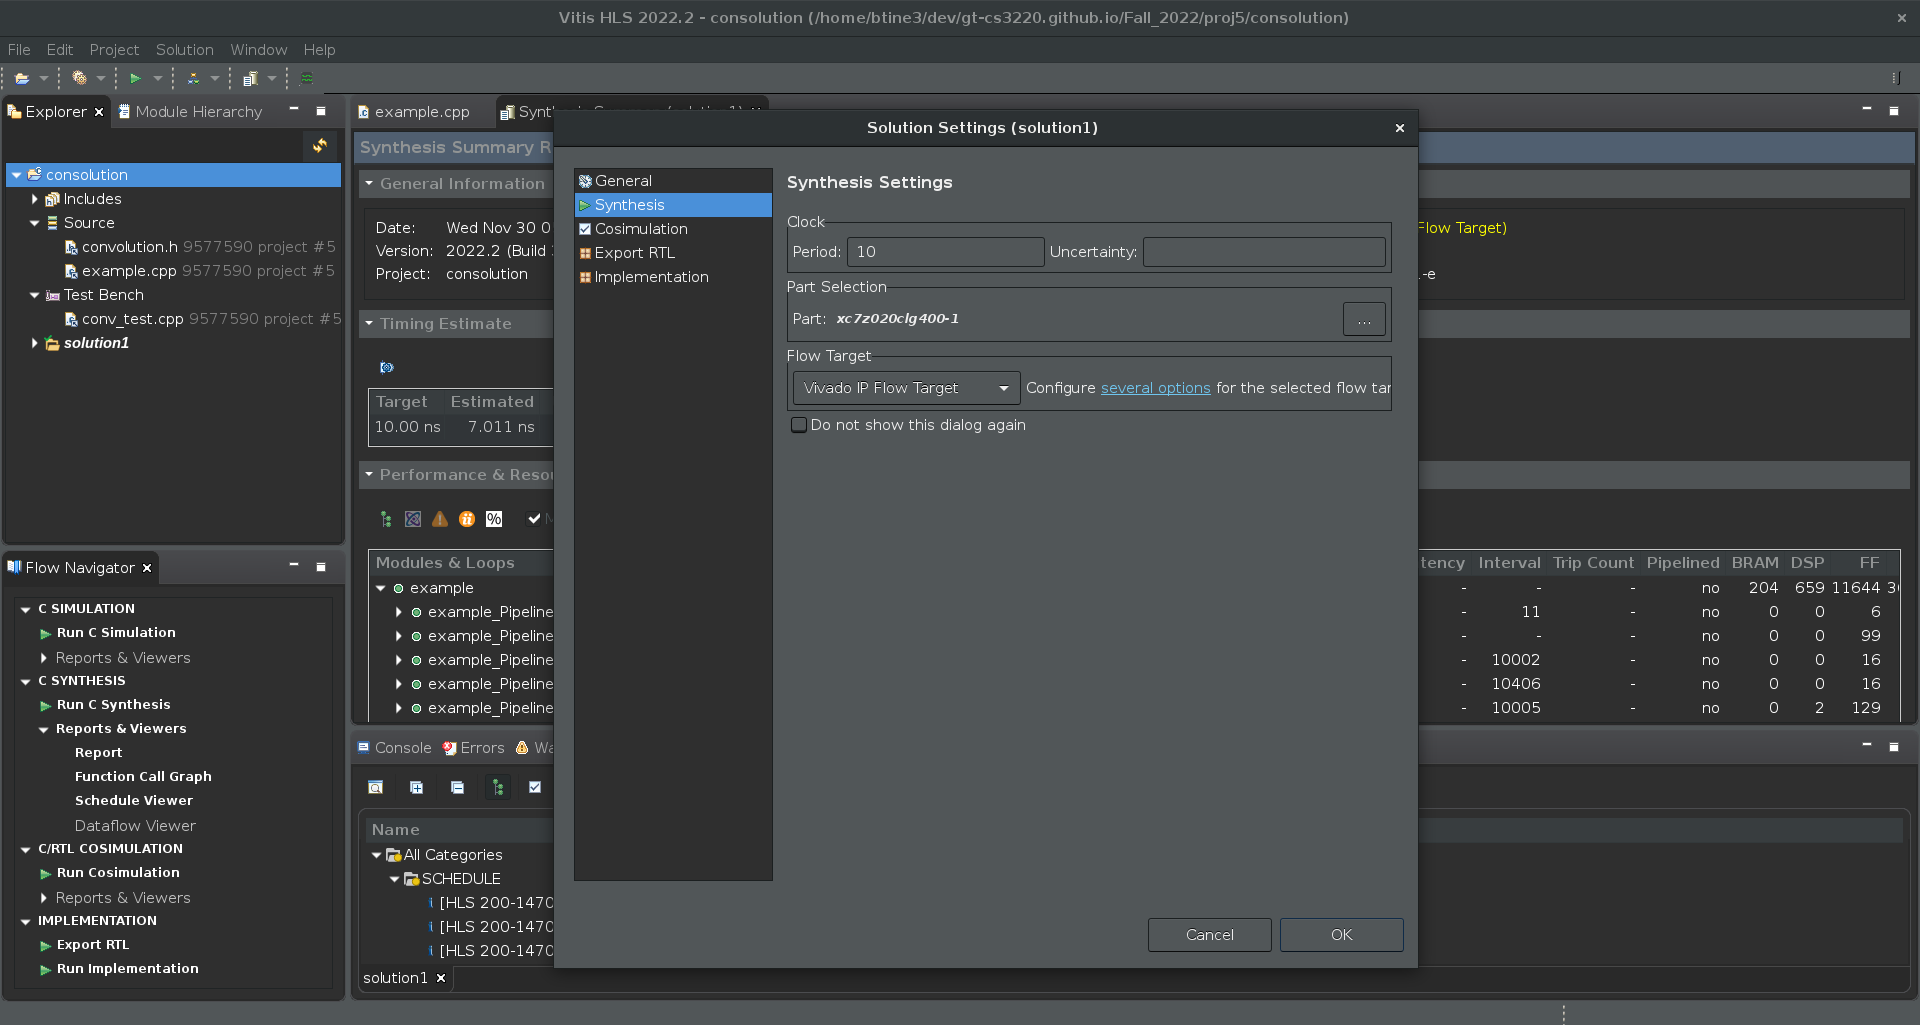 Vitis HLS 2022.2 - consolution (/home/btine3/dev/gt-cs3220.github.io/Fall_2022/proj5/consolution)
File Edit Project Solution Window Help
Explorer
Module Hierarchy
consolution
Includes
Source
convolution.h 9577590 project #5
example.cpp 9577590 project #5
Test Bench
conv_test.cpp 9577590 project #5
solution1
Flow Navigator
C SIMULATION
Run C Simulation
Reports & Viewers
C SYNTHESIS
Run C Synthesis
Reports & Viewers
Report
Function Call Graph
Schedule Viewer
Dataflow Viewer
C/RTL COSIMULATION
Run Cosimulation
Reports & Viewers
IMPLEMENTATION
Export RTL
Run Implementation
example.cpp
Synthesis Summary R
General Information
Date: Wed Nov 30 0
Version: 2022.2 (Build
Project: consolution
Flow Target)
-e
Timing Estimate
Target Estimated
10.00 ns 7.011 ns
Performance & Resou
%
Modules & Loops tency Interval Trip Count Pipelined BRAM DSP FF
example - - - no 204 659 11644
example_Pipeline - 11 - no 0 0 6
example_Pipeline - - - no 0 0 99
example_Pipeline - 10002 - no 0 0 16
example_Pipeline - 10406 - no 0 0 16
example_Pipeline - 10005 - no 0 2 129
Console Errors Wa
Name
All Categories
SCHEDULE
[HLS 200-1470
[HLS 200-1470
[HLS 200-1470
solution1
Solution Settings (solution1)
General
Synthesis
Cosimulation
Export RTL
Implementation
Synthesis Settings
Clock
Period: 10 Uncertainty:
Part Selection
Part: xc7z020clg400-1 ...
Flow Target
Vivado IP Flow Target Configure several options for the selected flow tar
Do not show this dialog again
Cancel OK